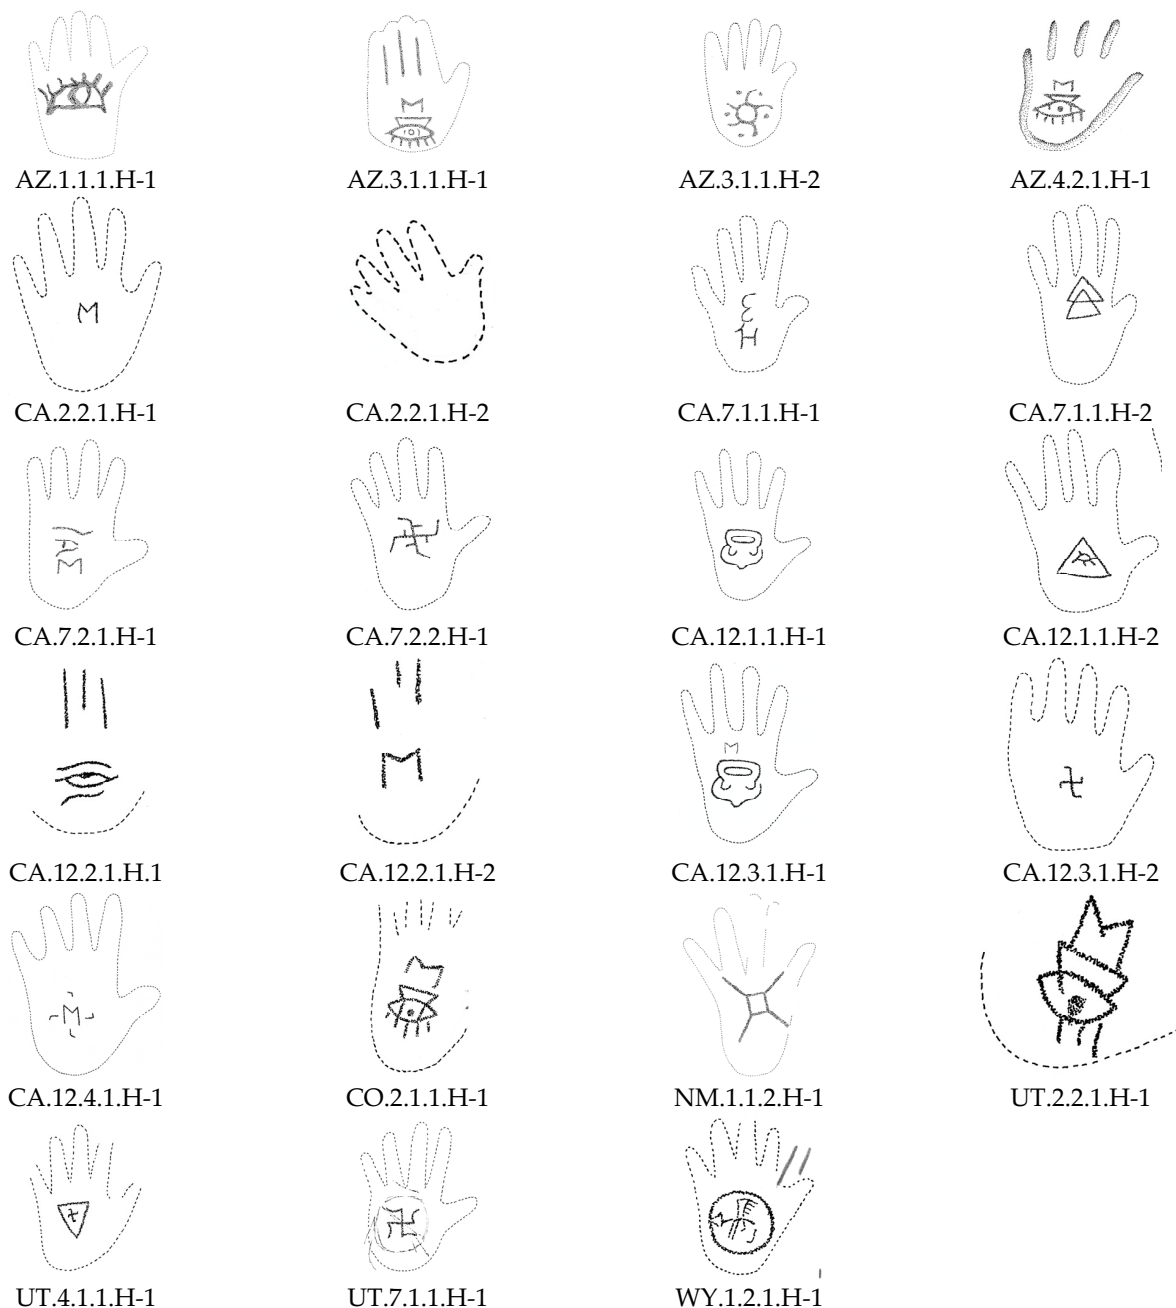 AZ.1.1.1.H-1 AZ.3.1.1.H-1 AZ.3.1.1.H-2 AZ.4.2.1.H-1
M
M
CA.2.2.1.H-1 CA.2.2.1.H-2 CA.7.1.1.H-1 CA.7.1.1.H-2
M
CA.7.2.1.H-1 CA.7.2.2.H-1 CA.12.1.1.H-1 CA.12.1.1.H-2
CA.12.2.1.H.1 CA.12.2.1.H-2 CA.12.3.1.H-1 CA.12.3.1.H-2
M
M
CA.12.4.1.H-1 CO.2.1.1.H-1 NM.1.1.2.H-1 UT.2.2.1.H-1
M
UT.4.1.1.H-1 UT.7.1.1.H-1 WY.1.2.1.H-1